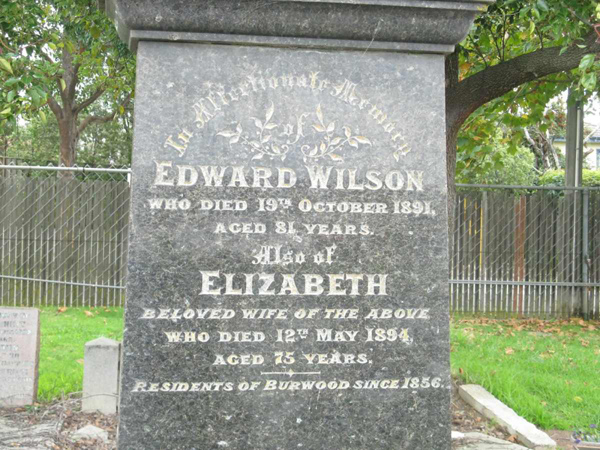 In Affectionate Memory
of
EDWARD WILSON
WHO DIED 19TH OCTOBER 1891,
AGED 81 YEARS.
Also of
ELIZABETH
BELOVED WIFE OF THE ABOVE
WHO DIED 12TH MAY 1894,
AGED 75 YEARS.
RESIDENTS OF BURWOOD SINCE 1856.